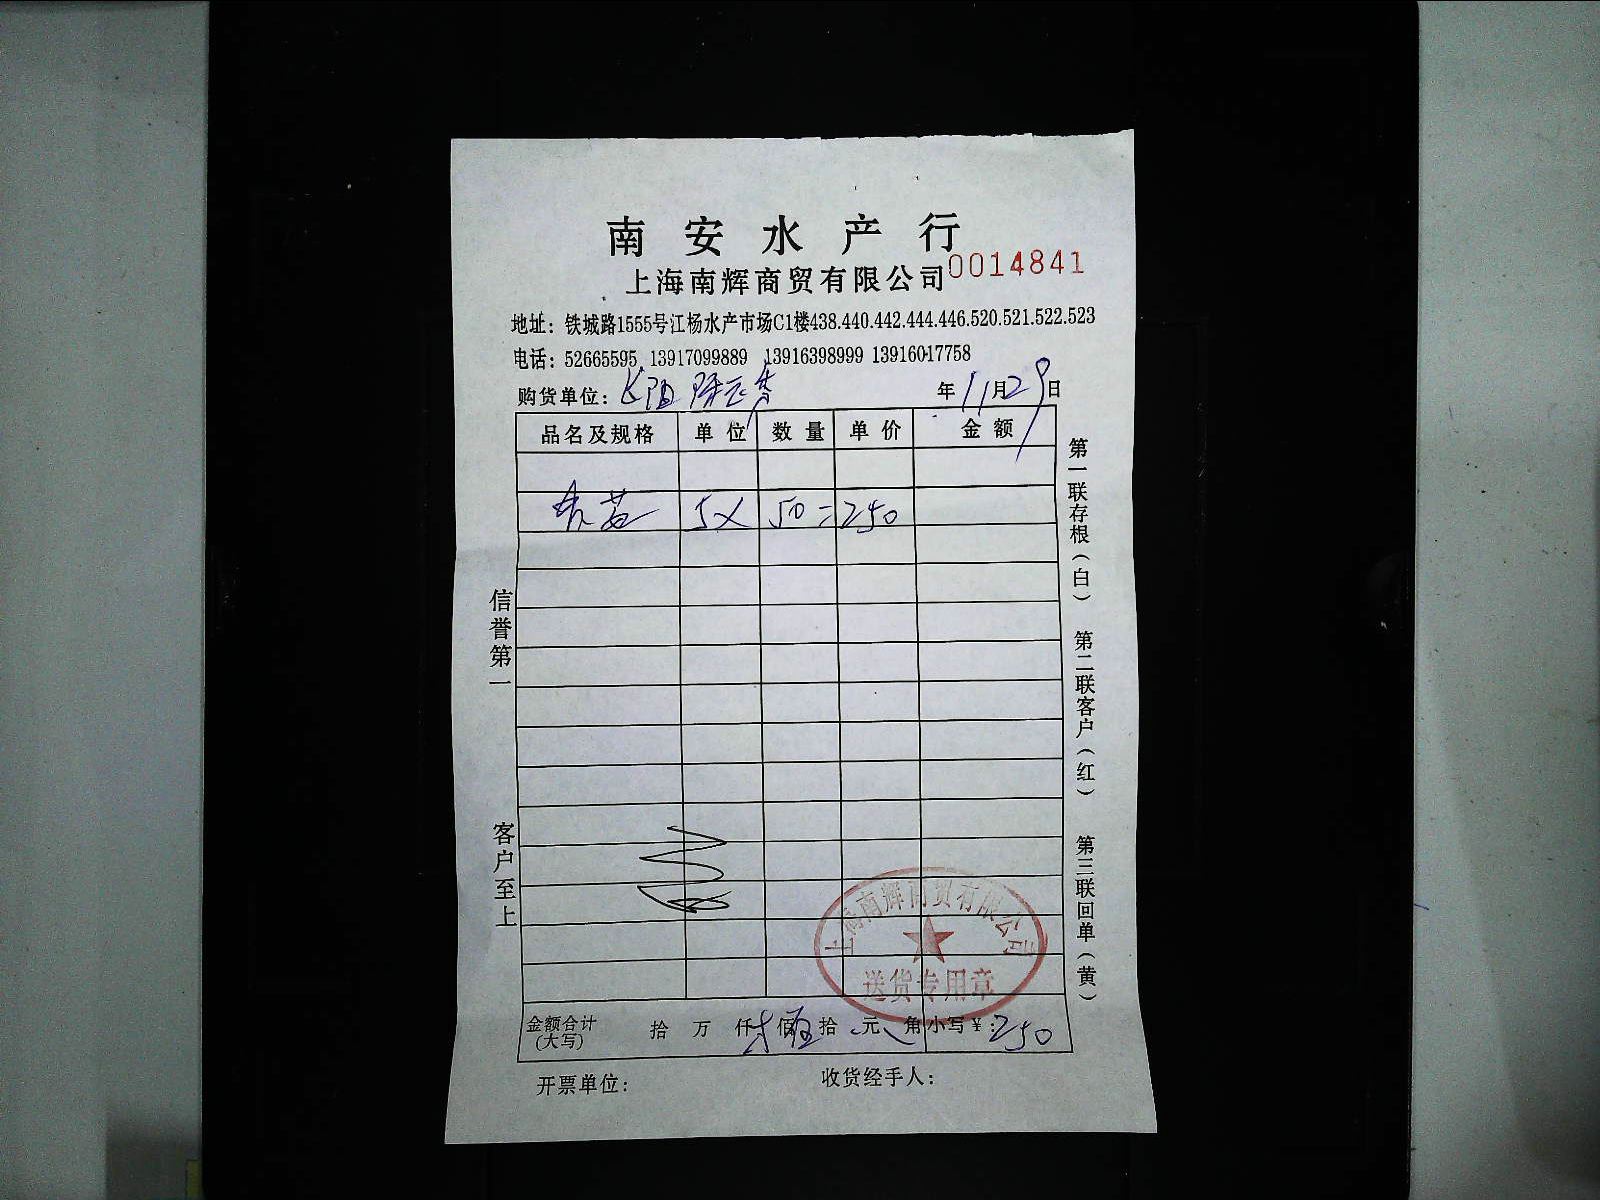 南安水产行
上海南辉商贸有限公司 0014841
地址：铁城路1555号江杨水产市场C1楼438.440.442.444.446.520.521.522.523
电话：52665595 13917099889 13916398999 13916017758
购货单位： 年11月29日
品名及规格 单位 数量 单价 金额
5× 50=250
信誉第一
客户至上
第一联存根（白）
第二联客户（红）
第三联回单（黄）
上海南辉商贸有限公司
送货专用章
金额合计（大写） 拾 万 仟 佰 伍 拾 元 角 小写￥：250
开票单位： 收货经手人：